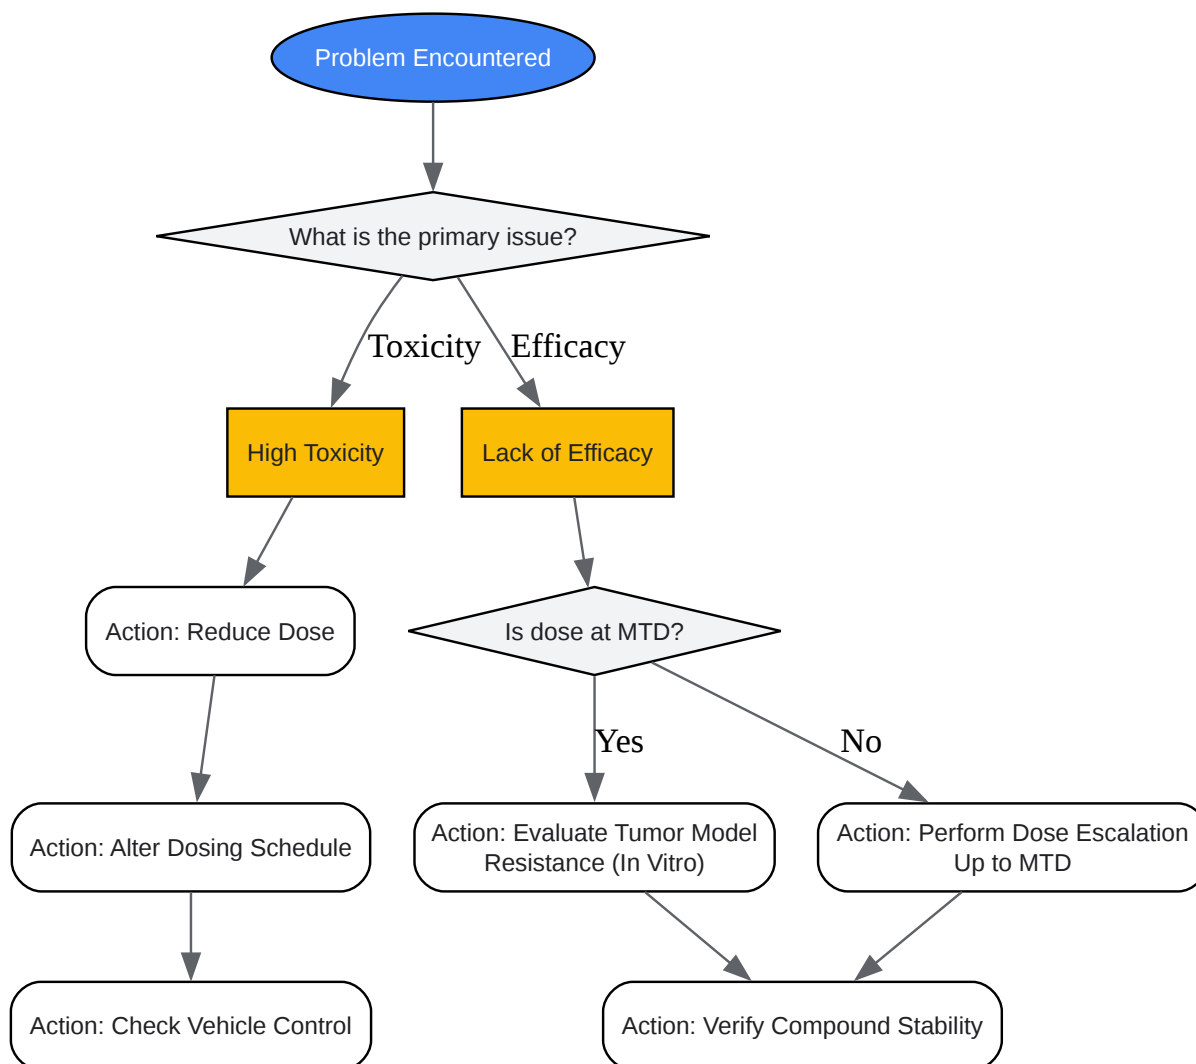 Problem Encountered
What is the primary issue?
Toxicity
Efficacy
High Toxicity
Lack of Efficacy
Action: Reduce Dose
Is dose at MTD?
Yes
No
Action: Alter Dosing Schedule
Action: Evaluate Tumor Model
Resistance (In Vitro)
Action: Perform Dose Escalation
Up to MTD
Action: Check Vehicle Control
Action: Verify Compound Stability